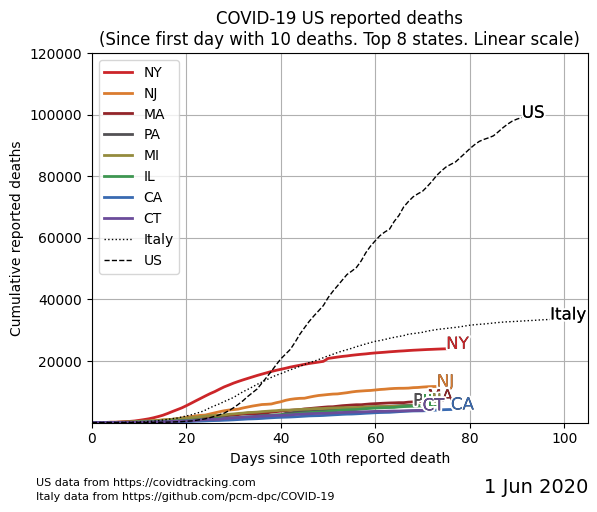 COVID-19 US reported deaths
(Since first day with 10 deaths. Top 8 states. Linear scale)
120000
100000
80000
60000
40000
20000
Cumulative reported deaths
NY
NJ
MA
PA
MI
IL
CA
CT
Italy
US
US
Italy
NY
NJ
CT
CA
0
20
40
60
80
100
Days since 10th reported death
US data from https://covidtracking.com
Italy data from https://github.com/pcm-dpc/COVID-19
1 Jun 2020